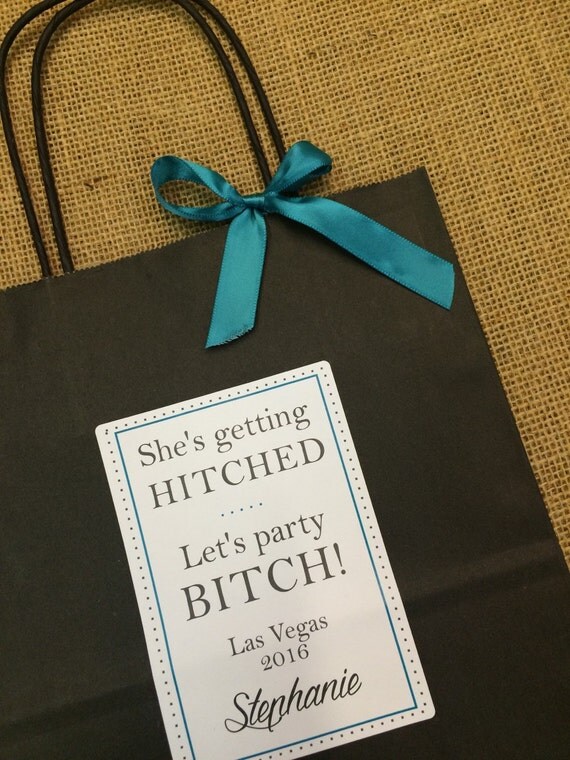 She's getting
HITCHED
Let's party
BITCH!
Las Vegas
2016
Stephanie